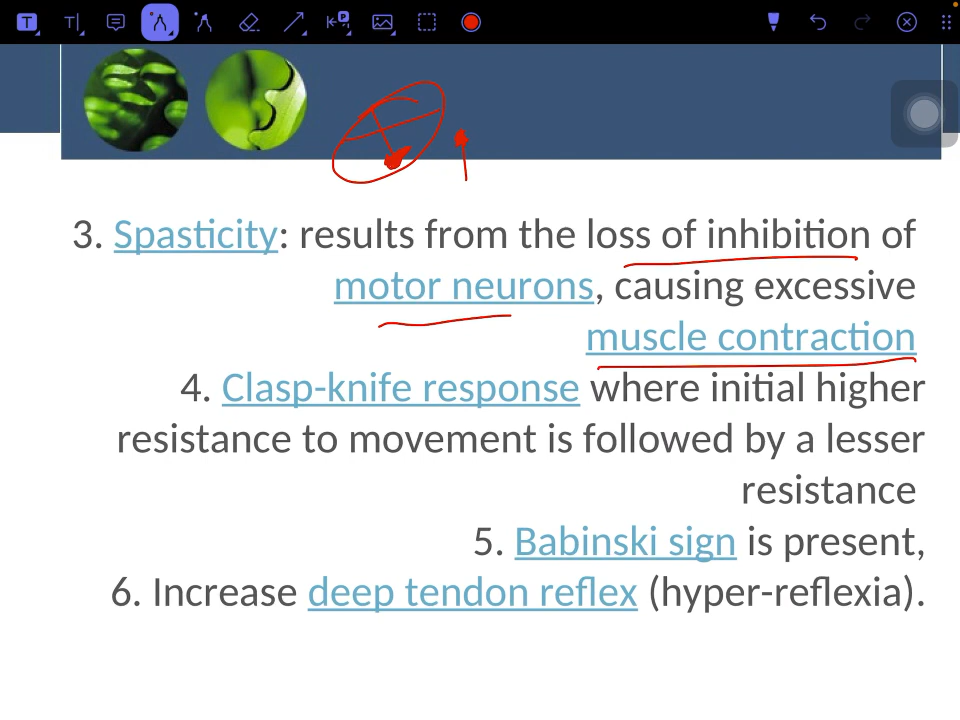 3. Spasticity: results from the loss of inhibition of
motor neurons, causing excessive
muscle contraction
4. Clasp-knife response where initial higher
resistance to movement is followed by a lesser
resistance
5. Babinski sign is present,
6. Increase deep tendon reflex (hyper-reflexia).